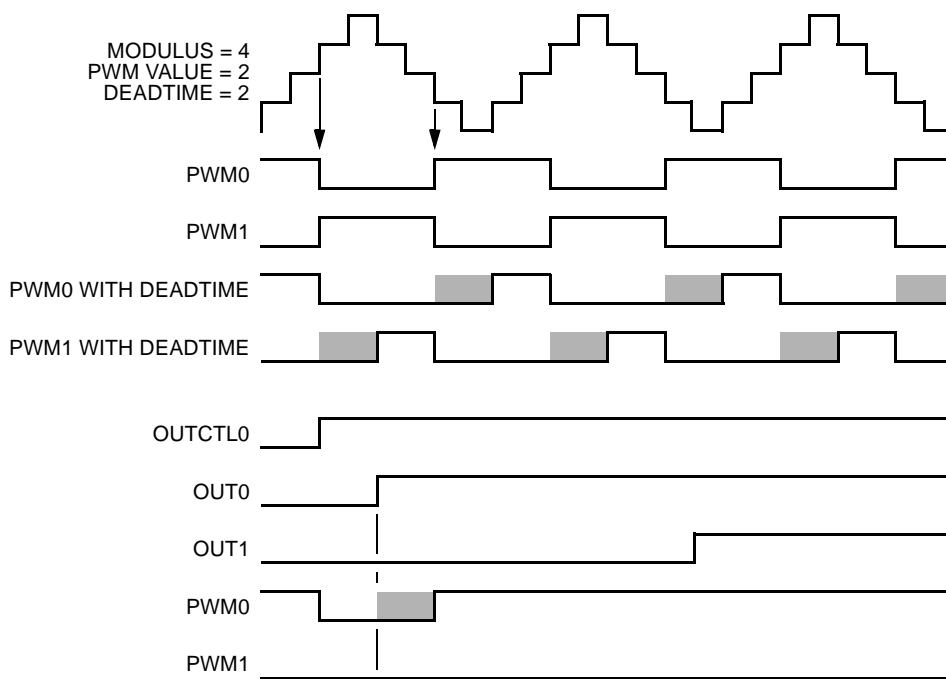 MODULUS = 4
PWM VALUE = 2
DEADTIME = 2
PWM0
PWM1
PWM0 WITH DEADTIME
PWM1 WITH DEADTIME
OUTCTL0
OUT0
OUT1
PWM0
PWM1